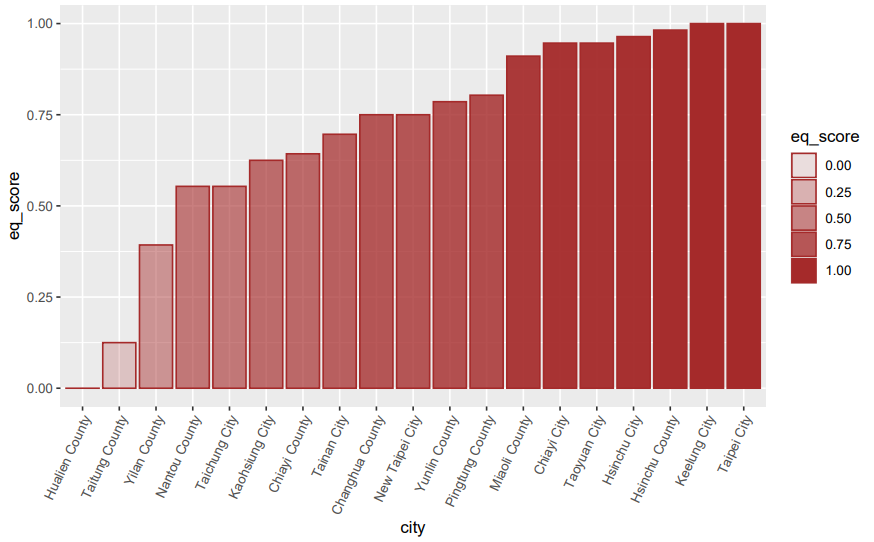 1.00
0.75
0.50
0.25
0.00
eq_score
Hualien County
Taitung County
Yilan County
Nantou County
Taichung City
Kaohsiung City
Chiayi County
Tainan City
Changhua County
New Taipei City
Yunlin County
Pingtung County
Miaoli County
Chiayi City
Taoyuan City
Hsinchu City
Hsinchu County
Keelung City
Taipei City
city
eq_score
0.00
0.25
0.50
0.75
1.00